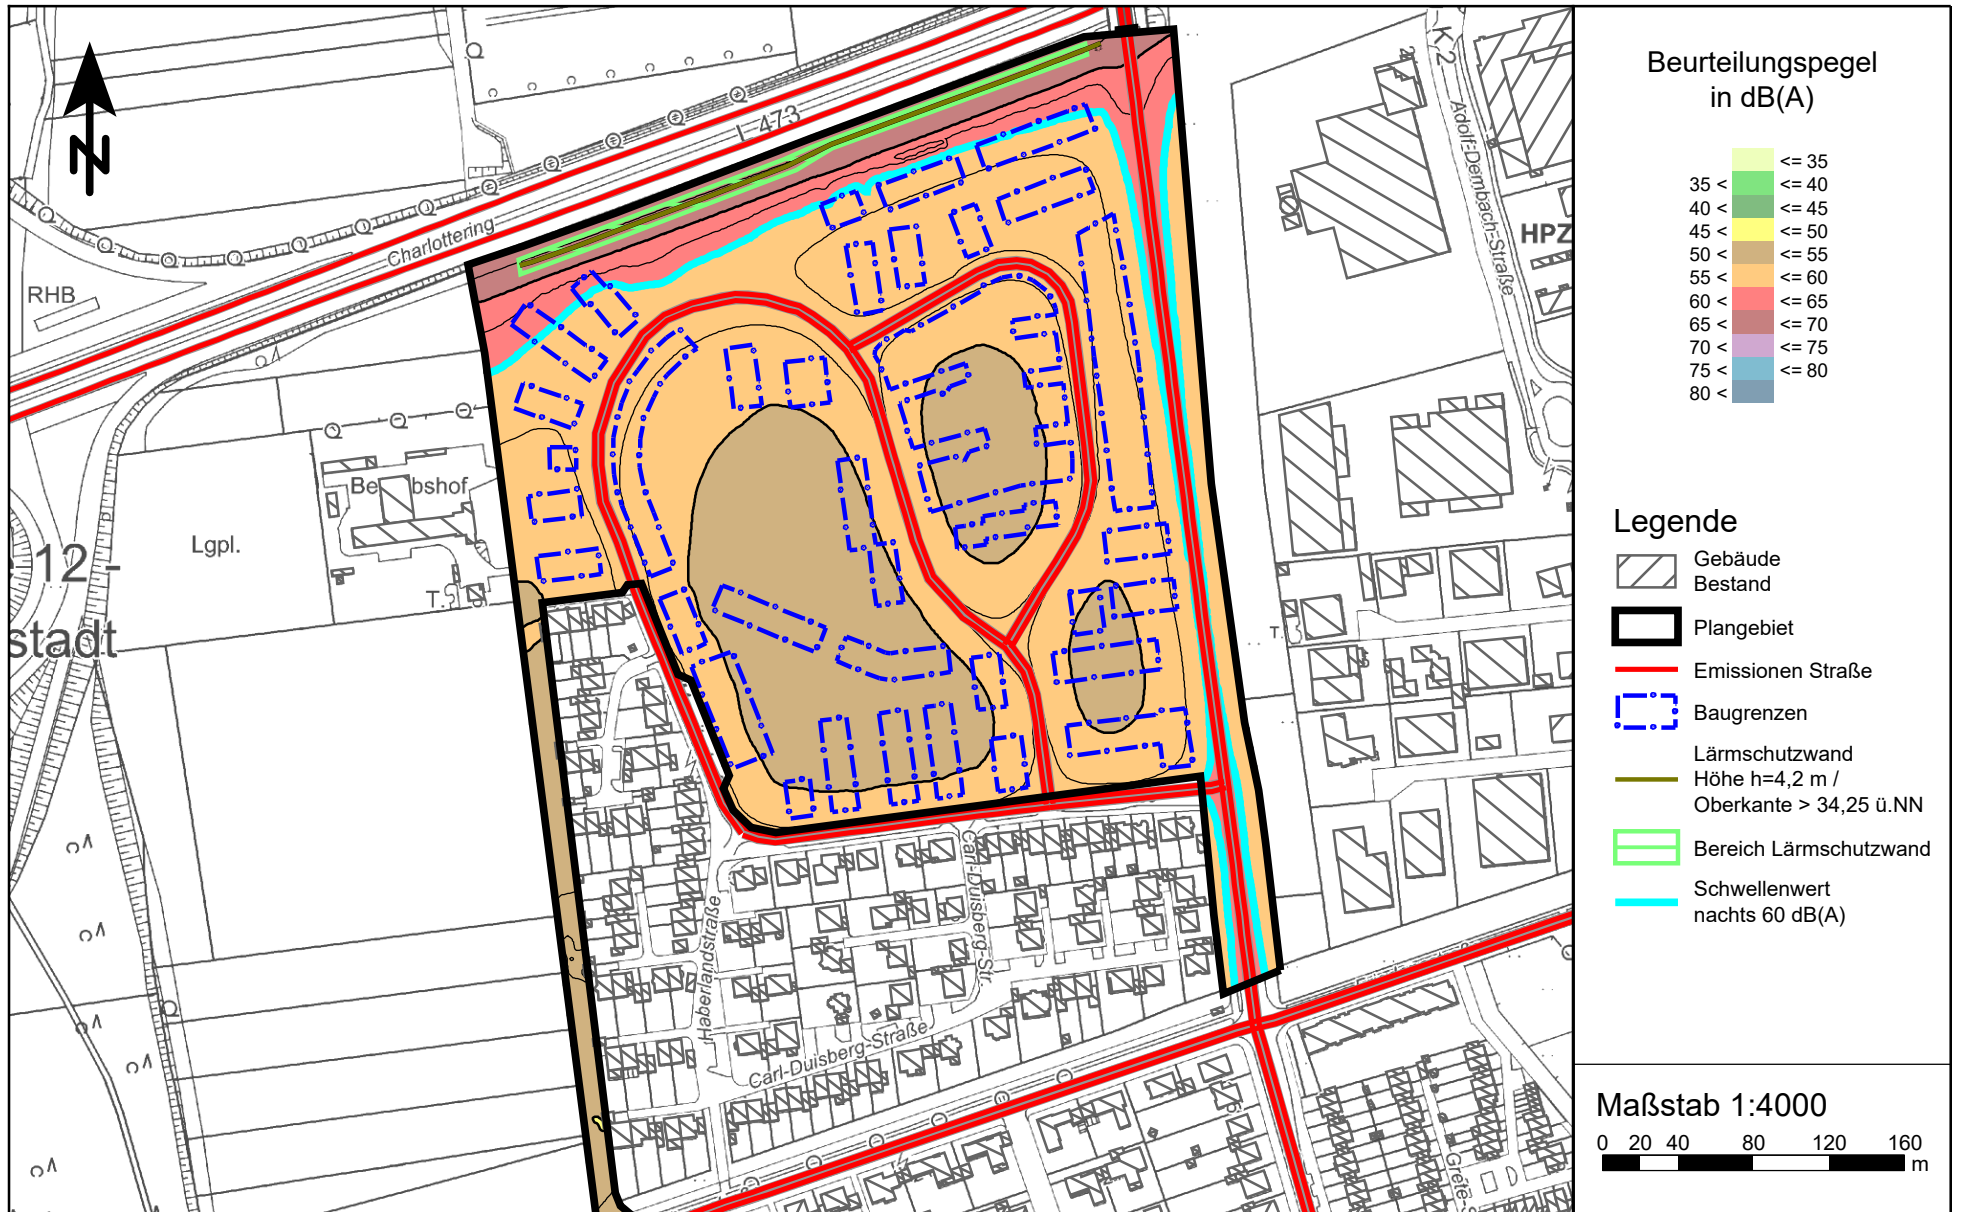 N
L 473
Charlottering
RHB
K 2
Adolf-Dembach-Straße
HPZ
Lgpl.
12 -
stadt
T.
T.
Haberlandstraße
Carl-Duisberg-Str.
Carl-Duisberg-Straße
Beurteilungspegel
in dB(A)
<= 35
35 < <= 40
40 < <= 45
45 < <= 50
50 < <= 55
55 < <= 60
60 < <= 65
65 < <= 70
70 < <= 75
75 < <= 80
80 <
Legende
Gebäude
Bestand
Plangebiet
Emissionen Straße
Baugrenzen
Lärmschutzwand
Höhe h=4,2 m /
Oberkante > 34,25 ü.NN
Bereich Lärmschutzwand
Schwellenwert
nachts 60 dB(A)
Maßstab 1:4000
0 20 40 80 120 160
m